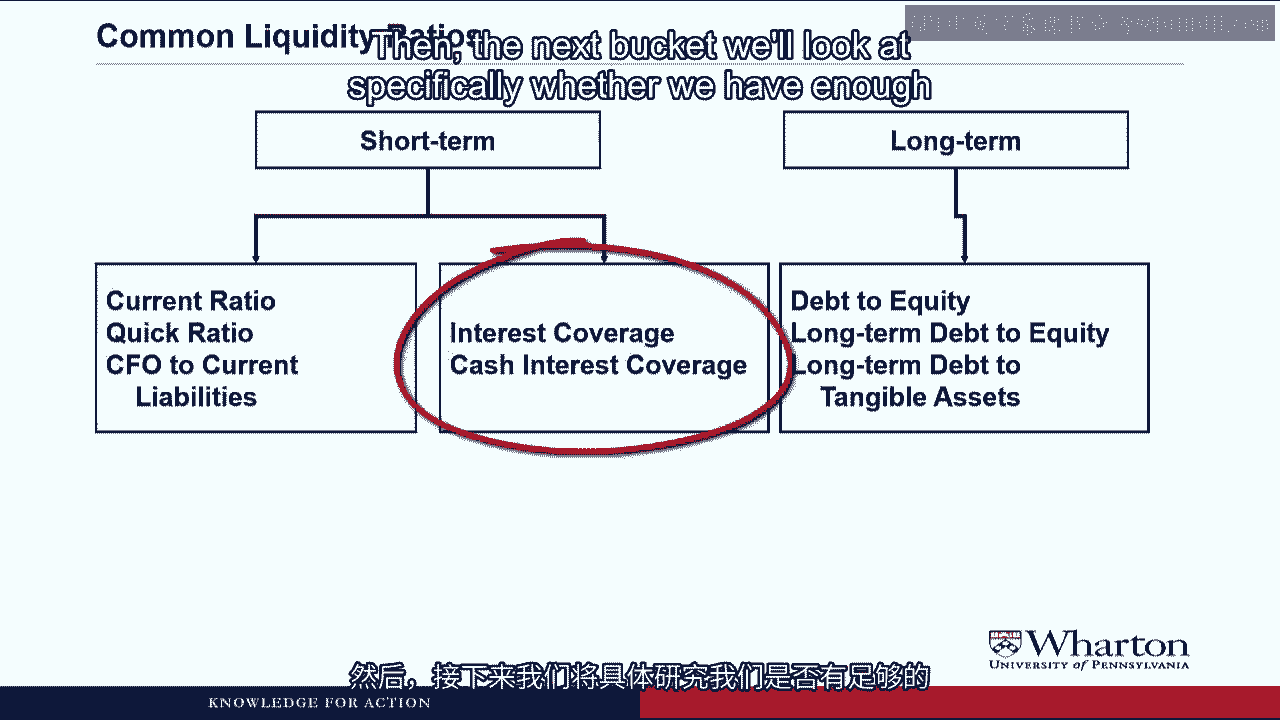 Common Liquidity Ratios
Then, the next bucket we'll look at
specifically whether we have enough
Short-term
Long-term
Current Ratio
Quick Ratio
CFO to Current
Liabilities
Interest Coverage
Cash Interest Coverage
Debt to Equity
Long-term Debt to Equity
Long-term Debt to
Tangible Assets
Wharton
UNIVERSITY of PENNSYLVANIA
然后，接下来我们将具体研究我们是否有足够的
KNOWLEDGE FOR ACTION